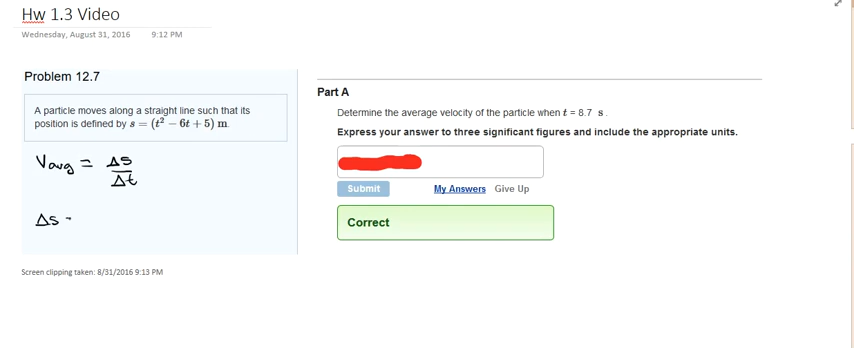 Hw 1.3 Video
Wednesday, August 31, 2016 9:12 PM
Problem 12.7
A particle moves along a straight line such that its
position is defined by s = (t² − 6t + 5) m.
Vavg = Δs
Δt
Δs -
Screen clipping taken: 8/31/2016 9:13 PM
Part A
Determine the average velocity of the particle when t = 8.7 s.
Express your answer to three significant figures and include the appropriate units.
Submit My Answers Give Up
Correct